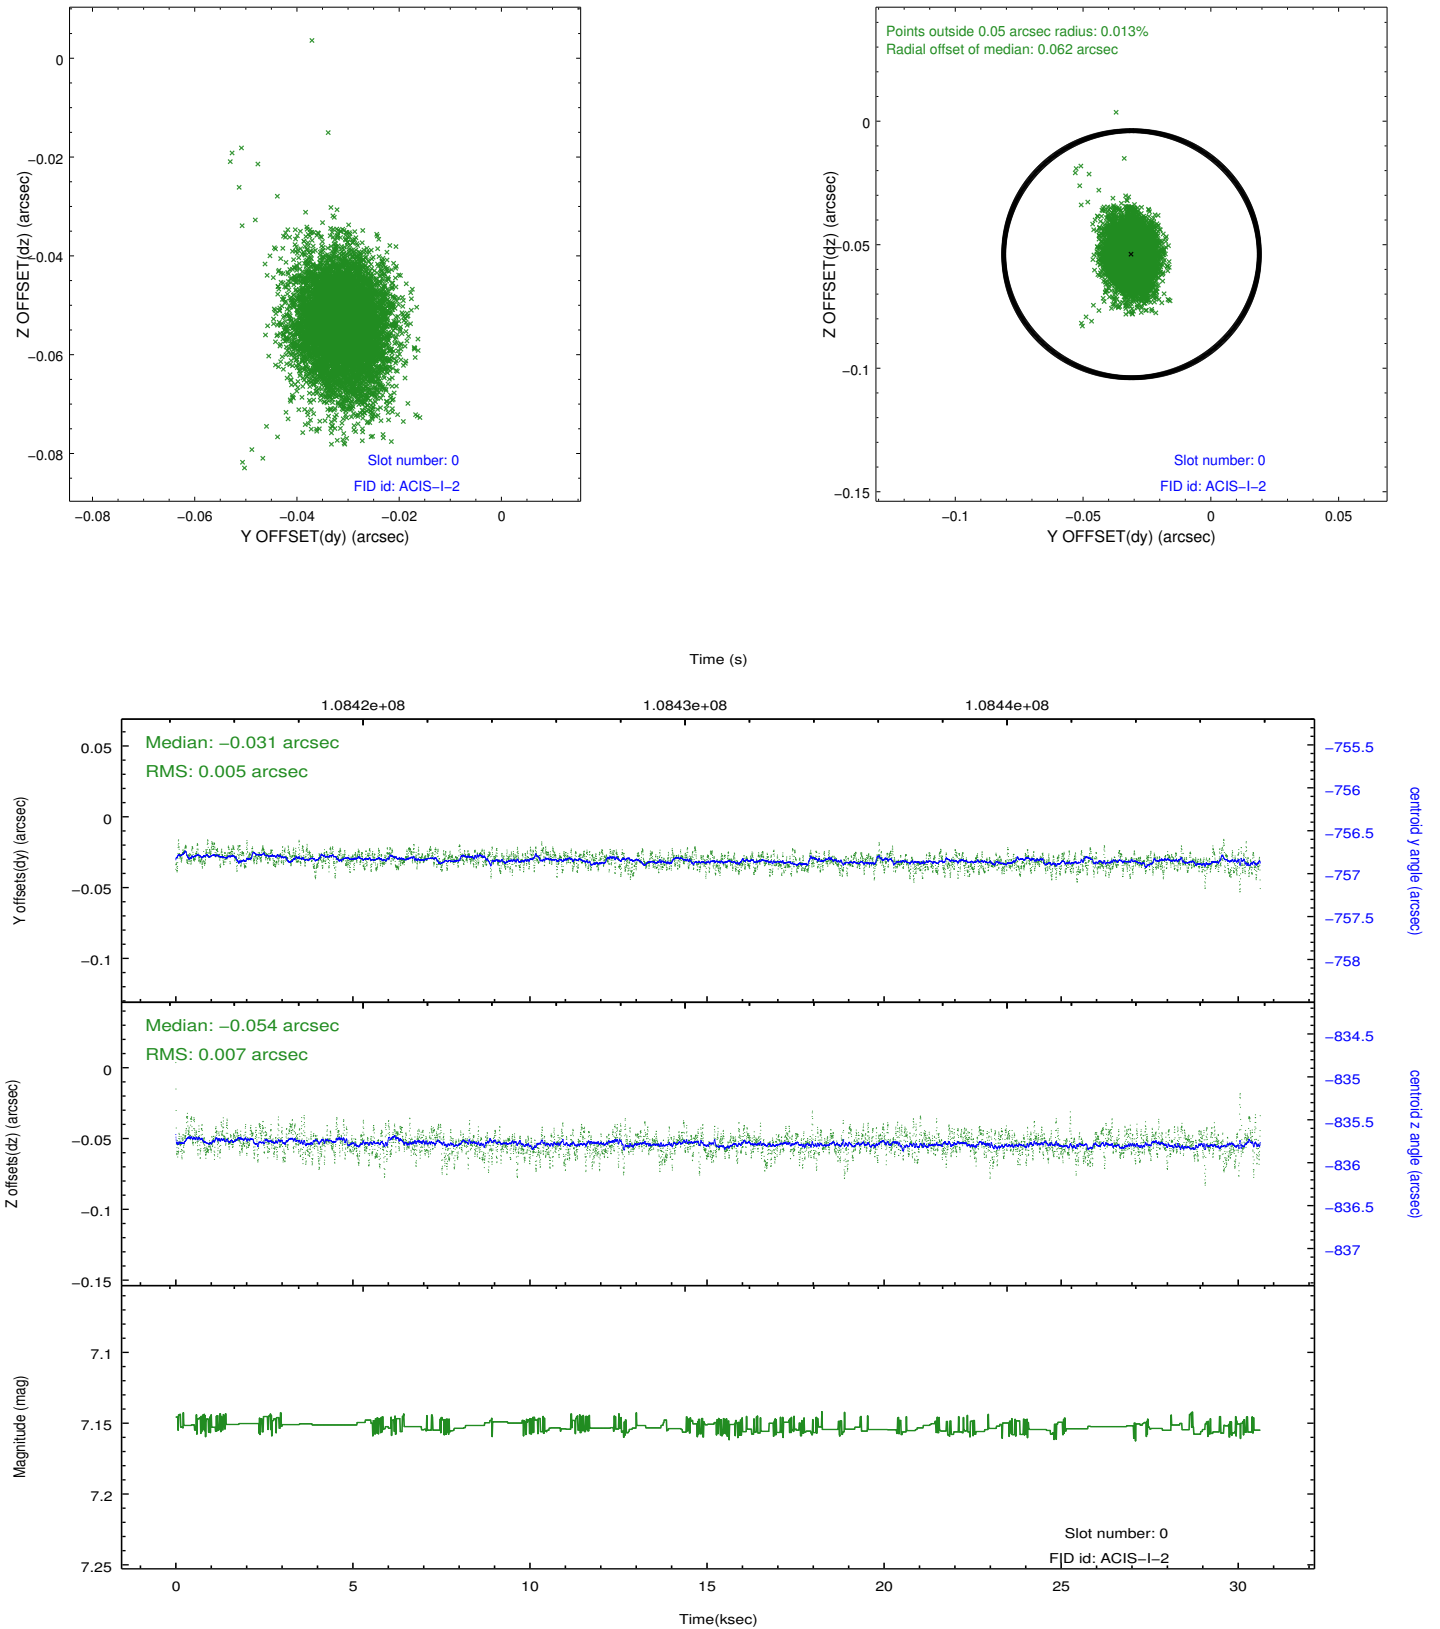 0
−0.02
−0.04
−0.06
−0.08
Z OFFSET(dz) (arcsec)
Slot number: 0
FID id: ACIS−I−2
−0.08
−0.06
−0.04
−0.02
0
Y OFFSET(dy) (arcsec)
Points outside 0.05 arcsec radius: 0.013%
Radial offset of median: 0.062 arcsec
0
−0.05
−0.1
−0.15
Z OFFSET(dz) (arcsec)
Slot number: 0
FID id: ACIS−I−2
−0.1
−0.05
0
0.05
Y OFFSET(dy) (arcsec)
Time (s)
1.0842e+08
1.0843e+08
1.0844e+08
Median: −0.031 arcsec
RMS: 0.005 arcsec
0.05
0
−0.05
−0.1
Y offsets(dy) (arcsec)
−755.5
−756
−756.5
−757
−757.5
−758
centroid y angle (arcsec)
Median: −0.054 arcsec
RMS: 0.007 arcsec
0
−0.05
−0.1
−0.15
Z offsets(dz) (arcsec)
−834.5
−835
−835.5
−836
−836.5
−837
centroid z angle (arcsec)
7.1
7.15
7.2
7.25
Magnitude (mag)
Slot number: 0
FID id: ACIS−I−2
0
5
10
15
20
25
30
Time(ksec)